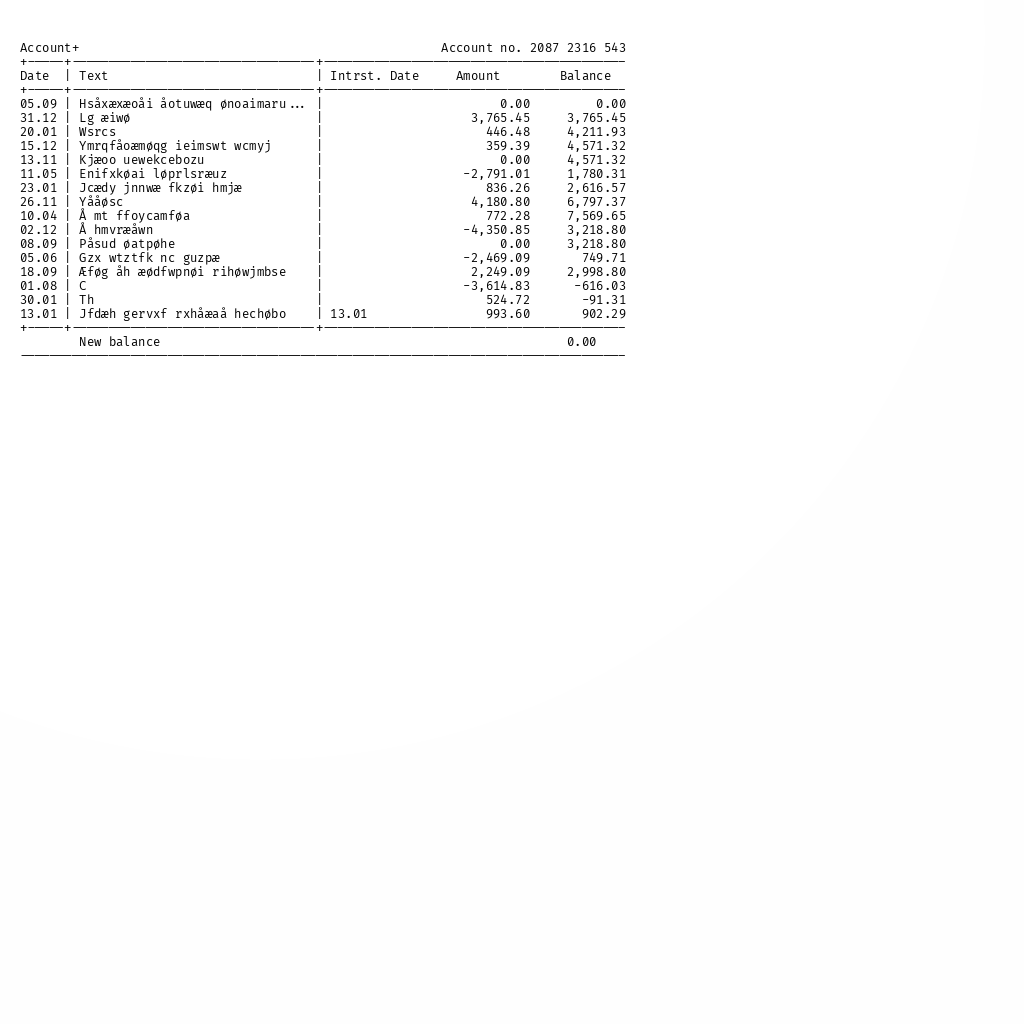 Account+ Account no. 2087 2316 543
Date | Text | Intrst. Date Amount Balance
05.09 | Hsåxæxæoåi åotuwæq ønoaimaru... | 0.00 0.00
31.12 | Lg æiwø | 3,765.45 3,765.45
20.01 | Wsrcs | 446.48 4,211.93
15.12 | Ymrqfåoæmøqg ieimswt wcmyj | 359.39 4,571.32
13.11 | Kjæoo uewekcebozu | 0.00 4,571.32
11.05 | Enifxkøai løprlsræuz | -2,791.01 1,780.31
23.01 | Jcædy jnnwæ fkzøi hmjæ | 836.26 2,616.57
26.11 | Yååøsc | 4,180.80 6,797.37
10.04 | Å mt ffoycamføa | 772.28 7,569.65
02.12 | Å hmvræåwn | -4,350.85 3,218.80
08.09 | Påsud øatpøhe | 0.00 3,218.80
05.06 | Gzx wtztfk nc guzpæ | -2,469.09 749.71
18.09 | Æføg åh æødfwpnøi rihøwjmbse | 2,249.09 2,998.80
01.08 | C | -3,614.83 -616.03
30.01 | Th | 524.72 -91.31
13.01 | Jfdæh gervxf rxhåæaå hechøbo | 13.01 993.60 902.29
New balance 0.00